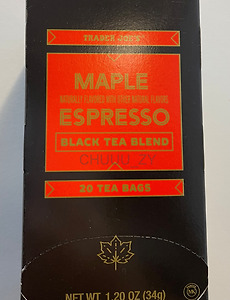 TRADER JOE'S
MAPLE
NATURALLY FLAVORED WITH OTHER NATURAL FLAVORS
ESPRESSO
BLACK TEA BLEND
20 TEA BAGS
NET WT. 1.20 OZ (34g)